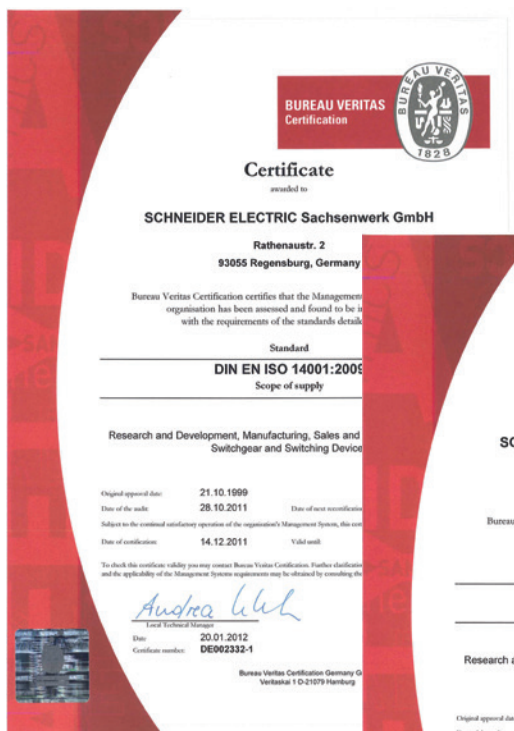 BUREAU VERITAS
Certification
BUREAU VERITAS
1828
Certificate
awarded to
SCHNEIDER ELECTRIC Sachsenwerk GmbH
Rathenaustr. 2
93055 Regensburg, Germany
Bureau Veritas Certification certifies that the Management
organisation has been assessed and found to be i
with the requirements of the standards detaile
Standard
DIN EN ISO 14001:2009
Scope of supply
Research and Development, Manufacturing, Sales and
Switchgear and Switching Device
Original approval date: 21.10.1999
Date of the audit: 28.10.2011 Date of next recertification
Subject to the continued satisfactory operation of the organisation's Management System, this cert
Date of certification: 14.12.2011 Valid until:
To check this certificate validity you may contact Bureau Veritas Certification. Further clarification
and the applicability of the Management Systems requirements may be obtained by consulting the
Local Technical Manager
Date 20.01.2012
Certificate number: DE002332-1
Bureau Veritas Certification Germany G
Veritaskai 1 D-21079 Hamburg
SC
Bureau
Research a
Original approval dat